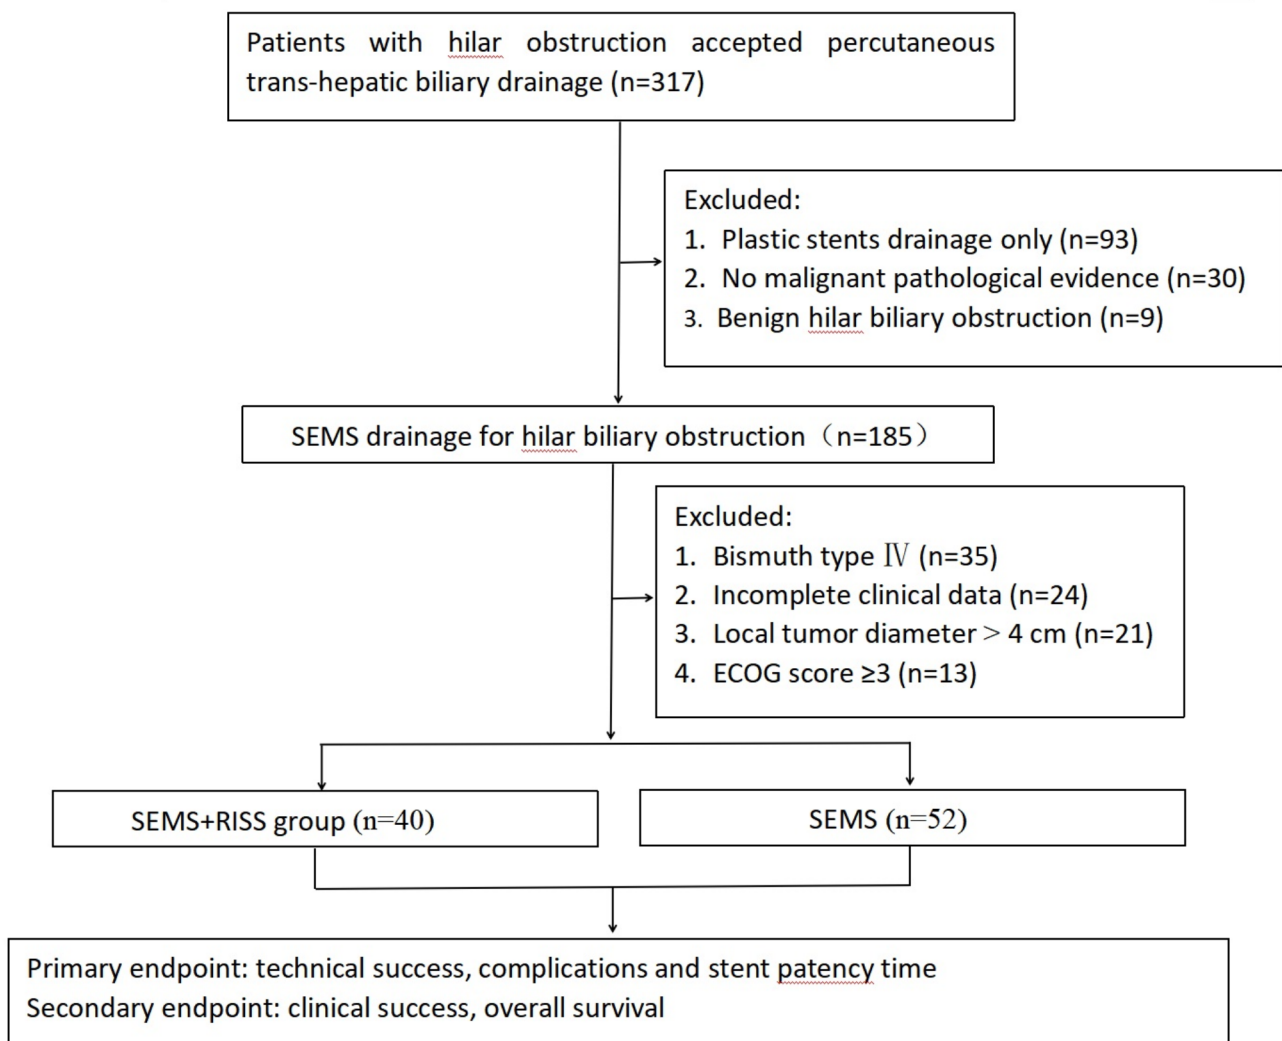 Patients with hilar obstruction accepted percutaneous
trans-hepatic biliary drainage (n=317)
Excluded:
1. Plastic stents drainage only (n=93)
2. No malignant pathological evidence (n=30)
3. Benign hilar biliary obstruction (n=9)
SEMS drainage for hilar biliary obstruction（n=185）
Excluded:
1. Bismuth type Ⅳ (n=35)
2. Incomplete clinical data (n=24)
3. Local tumor diameter > 4 cm (n=21)
4. ECOG score ≥3 (n=13)
SEMS+RISS group (n=40)
SEMS (n=52)
Primary endpoint: technical success, complications and stent patency time
Secondary endpoint: clinical success, overall survival